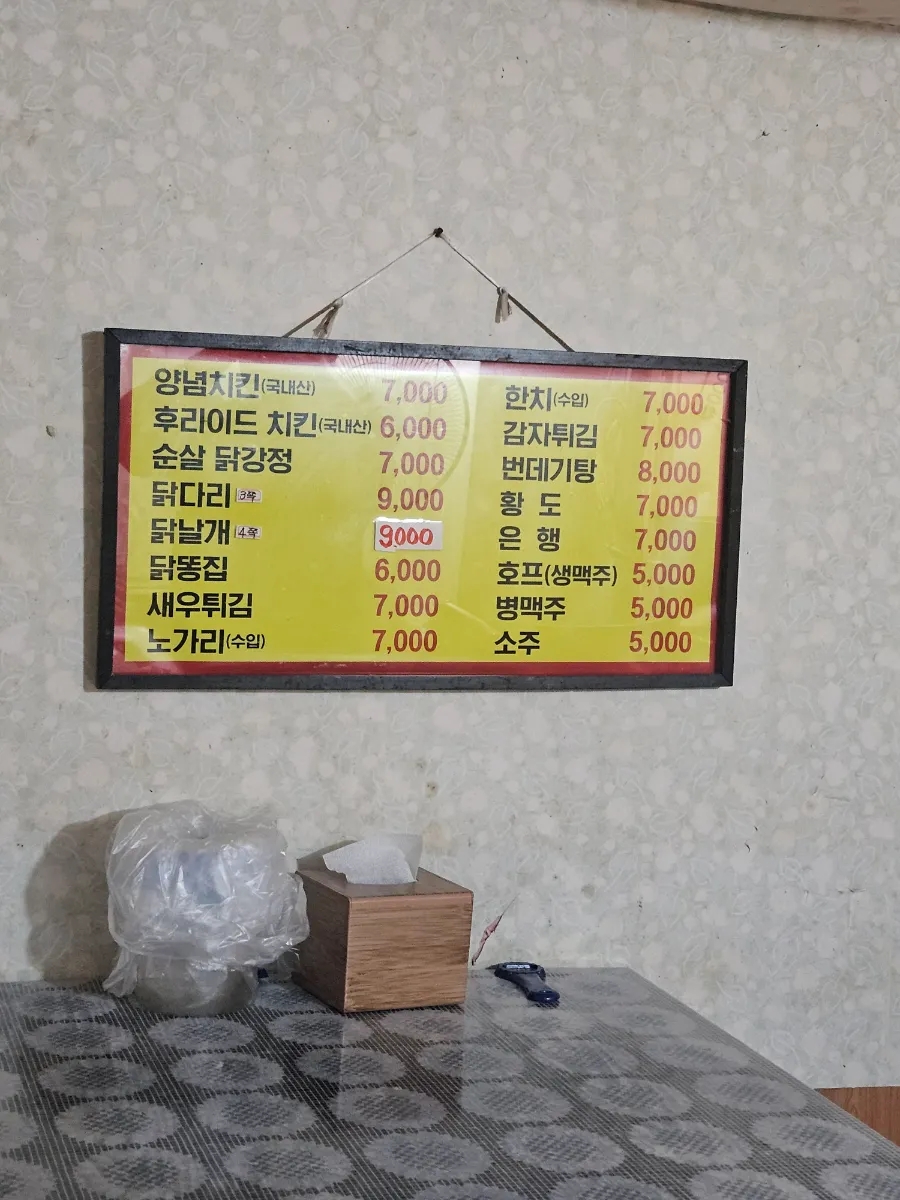 양념치킨(국내산) 7,000
후라이드 치킨(국내산) 6,000
순살 닭강정 7,000
닭다리 3쪽 9,000
닭날개 4쪽 9,000
닭똥집 6,000
새우튀김 7,000
노가리(수입) 7,000
한치(수입) 7,000
감자튀김 7,000
번데기탕 8,000
황 도 7,000
은 행 7,000
호프(생맥주) 5,000
병맥주 5,000
소주 5,000